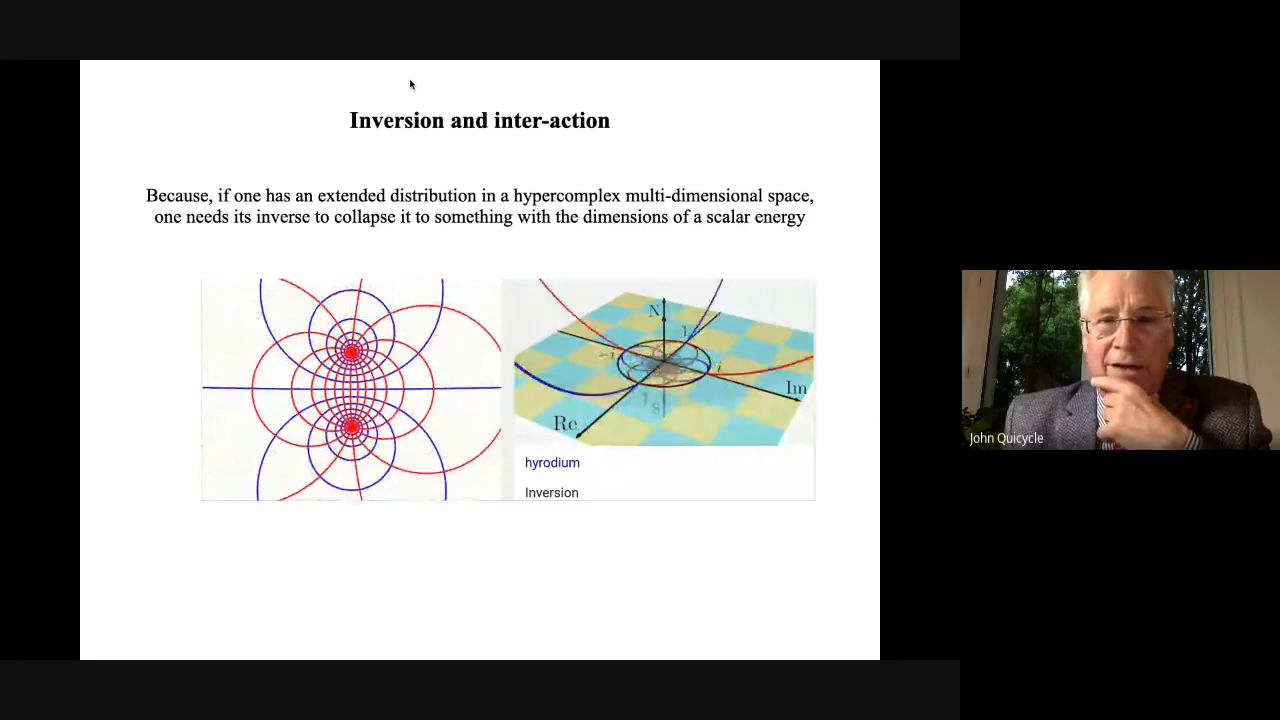 Inversion and inter-action
Because, if one has an extended distribution in a hypercomplex multi-dimensional space,
one needs its inverse to collapse it to something with the dimensions of a scalar energy
N
1
-i
i
S
Im
Re
hyrodium
Inversion
John Quicycle